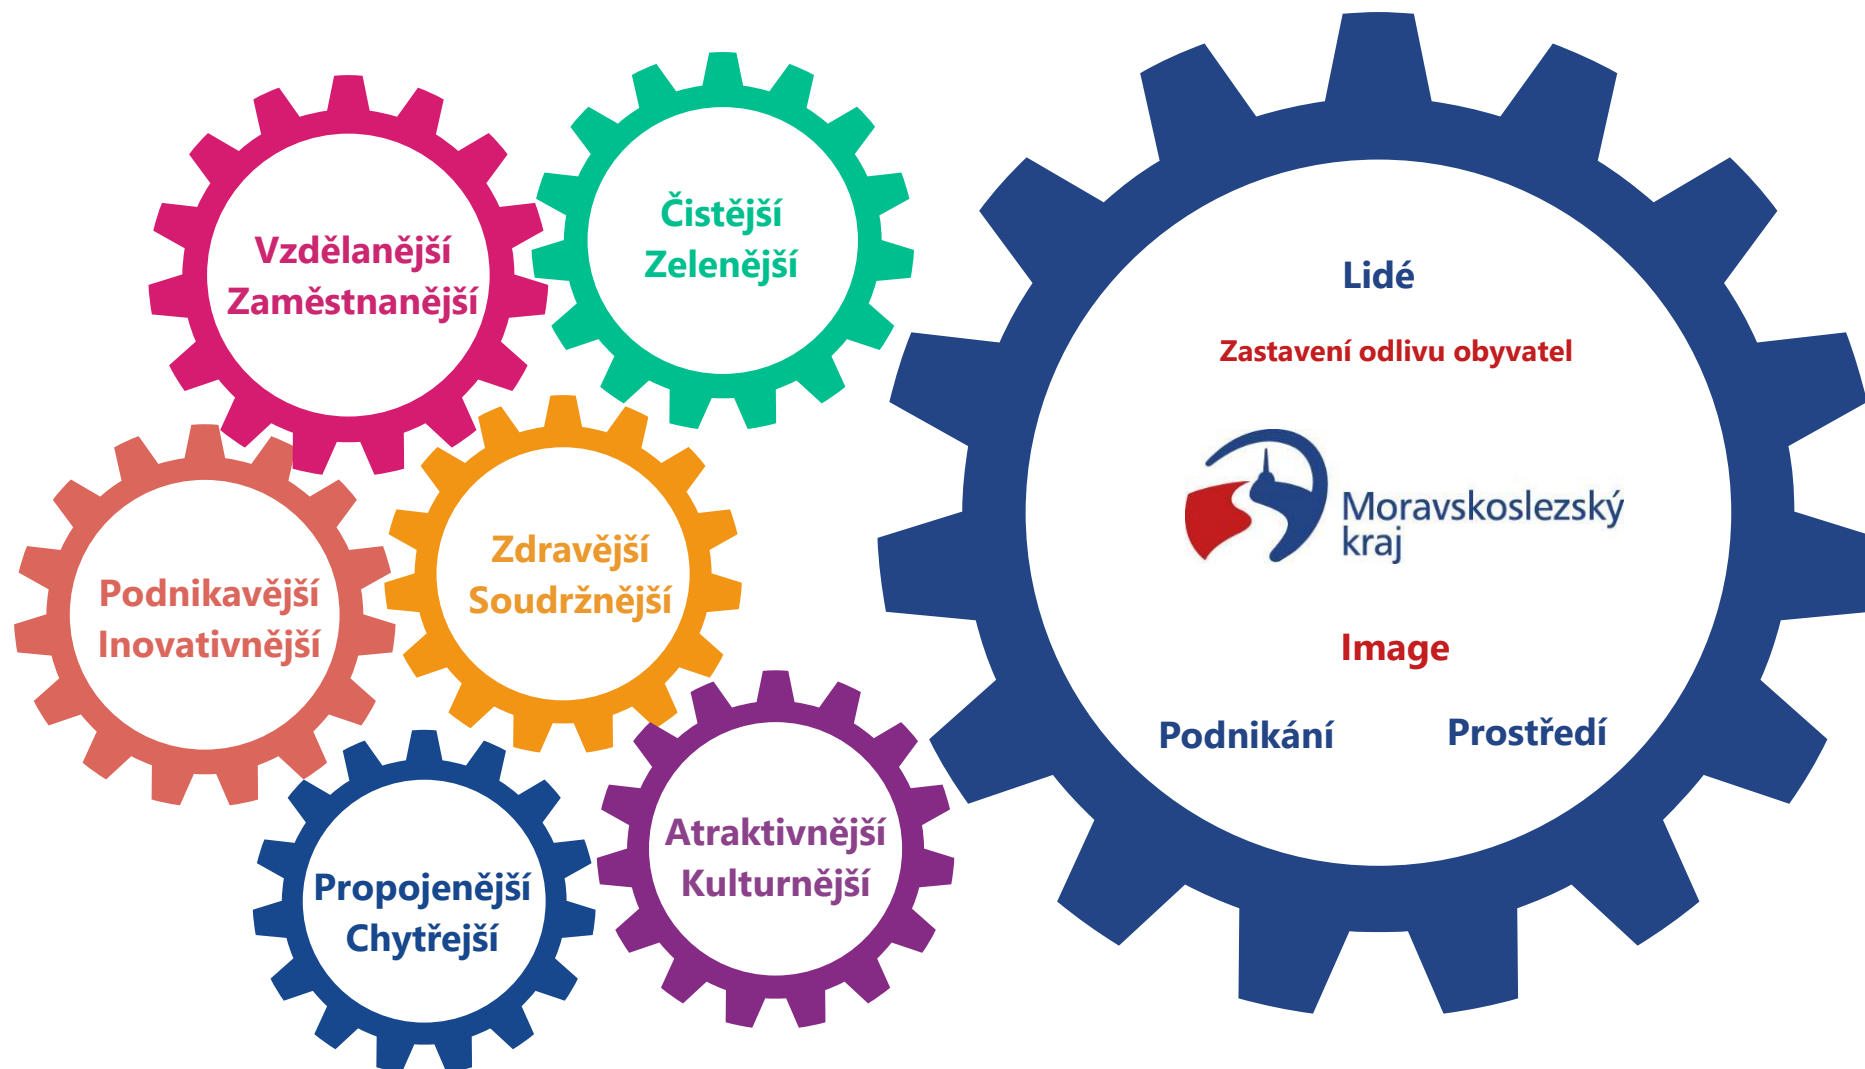 Vzdělanější
Zaměstnanější
Čistější
Zelenější
Podnikavější
Inovativnější
Zdravější
Soudržnější
Propojenější
Chytřejší
Atraktivnější
Kulturnější
Lidé
Zastavení odlivu obyvatel
Moravskoslezský
kraj
Image
Podnikání
Prostředí